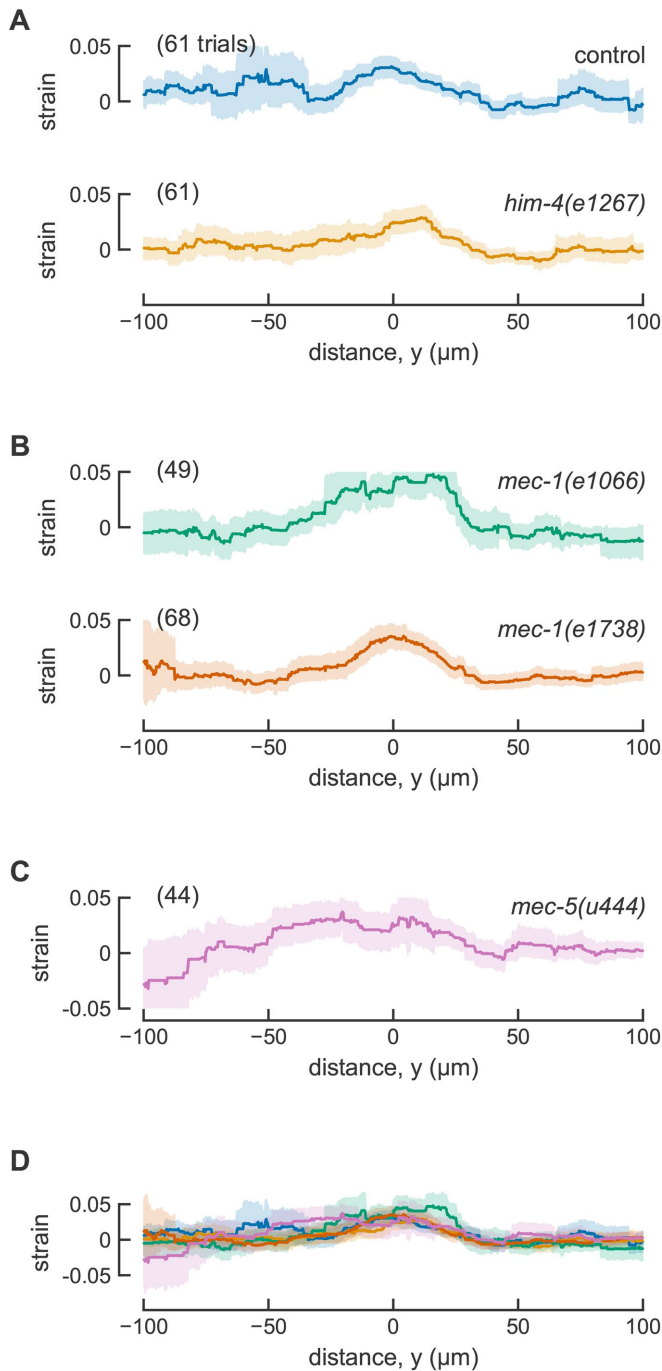 A
0.05
(61 trials)
control
strain
0
0.05
(61)
him-4(e1267)
strain
0
−100
−50
0
50
100
distance, y (μm)
B
0.05
(49)
mec-1(e1066)
strain
0
0.05
(68)
mec-1(e1738)
strain
0
−100
−50
0
50
100
distance, y (μm)
C
0.05
(44)
mec-5(u444)
strain
0
-0.05
−100
−50
0
50
100
distance, y (μm)
D
0.05
strain
0
-0.05
−100
−50
0
50
100
distance, y (μm)